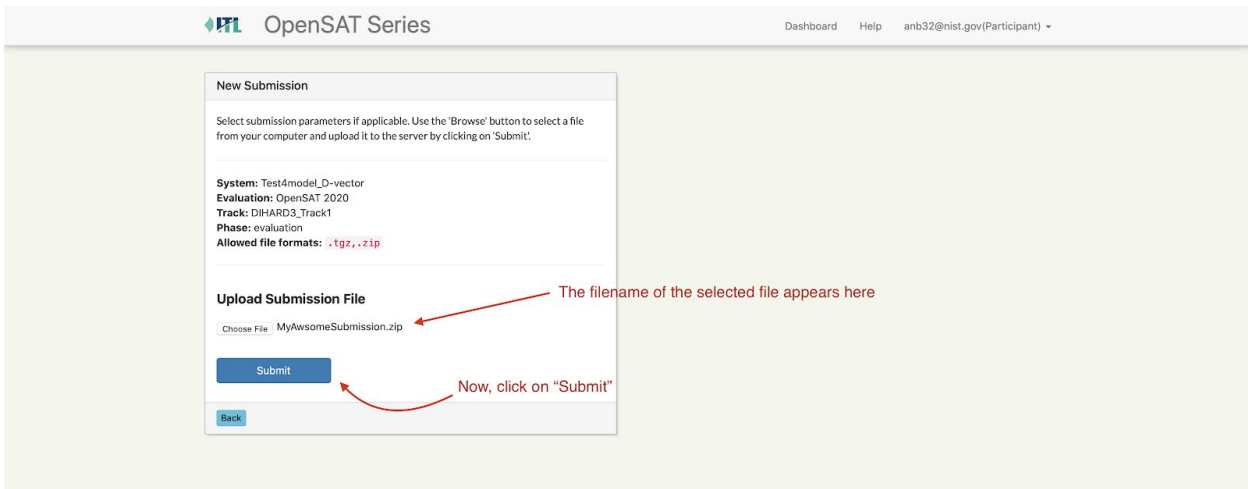 ITL OpenSAT Series Dashboard Help anb32@nist.gov(Participant)
New Submission
Select submission parameters if applicable. Use the 'Browse' button to select a file
from your computer and upload it to the server by clicking on 'Submit'.
System: Test4model_D-vector
Evaluation: OpenSAT 2020
Track: DIHARD3_Track1
Phase: evaluation
Allowed file formats: .tgz,.zip
Upload Submission File
The filename of the selected file appears here
Choose File MyAwsomeSubmission.zip
Submit
Now, click on “Submit”
Back